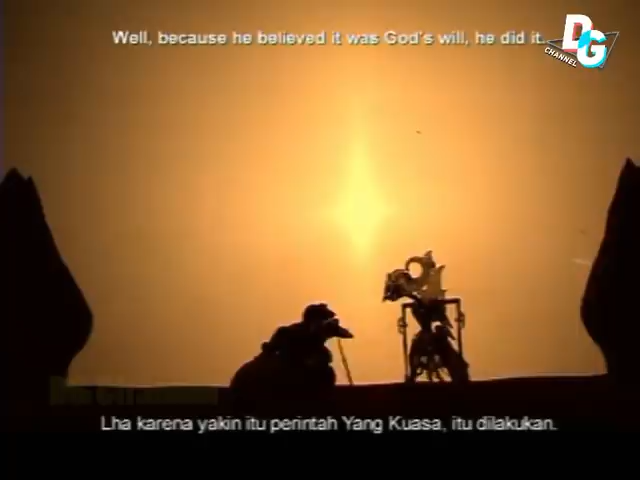 Well, because he believed it was God's will, he did it.
DG
CHANNEL
Lha karena yakin itu perintah Yang Kuasa, itu dilakukan.